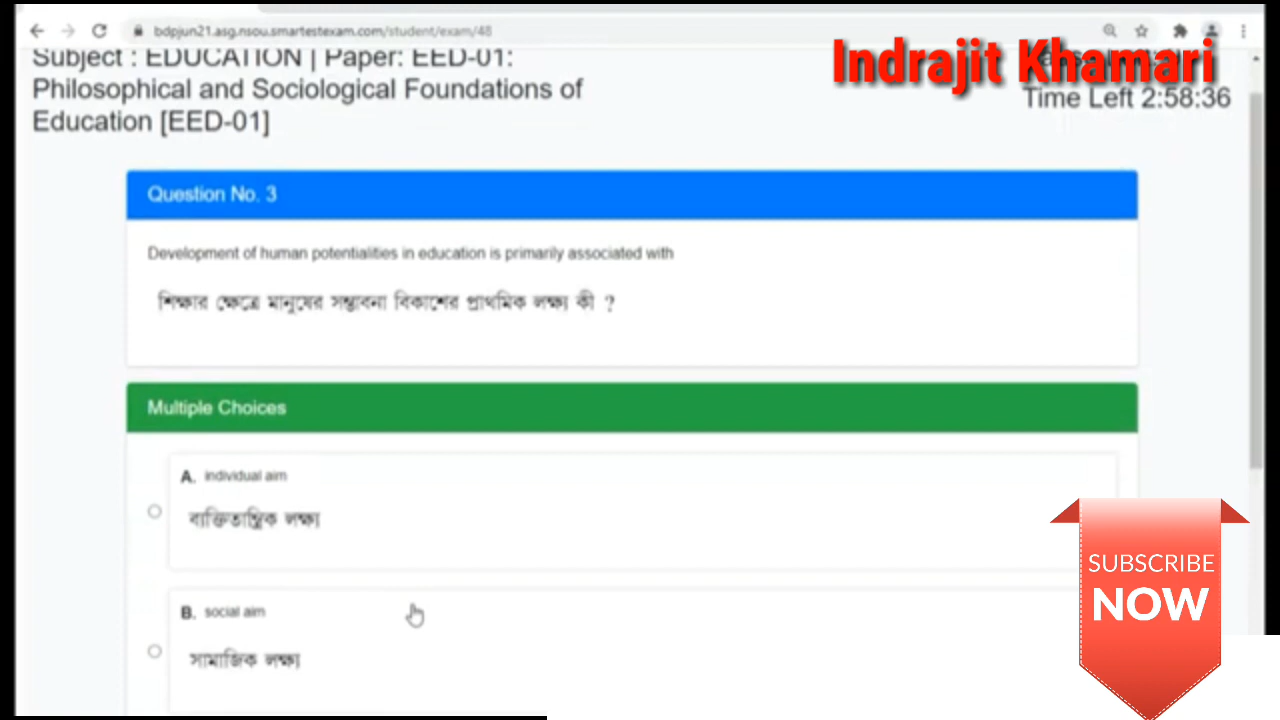 bdpjun21.asg.nsou.smartestexam.com/student/exam/48
Subject : EDUCATION | Paper: EED-01:
Philosophical and Sociological Foundations of
Education [EED-01]
Indrajit Khamari
Time Left 2:58:36
Question No. 3
Development of human potentialities in education is primarily associated with
শিক্ষার ক্ষেত্রে মানুষের সম্ভাবনা বিকাশের প্রাথমিক লক্ষ্য কী ?
Multiple Choices
A. individual aim
ব্যক্তিতান্ত্রিক লক্ষ্য
B. social aim
সামাজিক লক্ষ্য
SUBSCRIBE
NOW